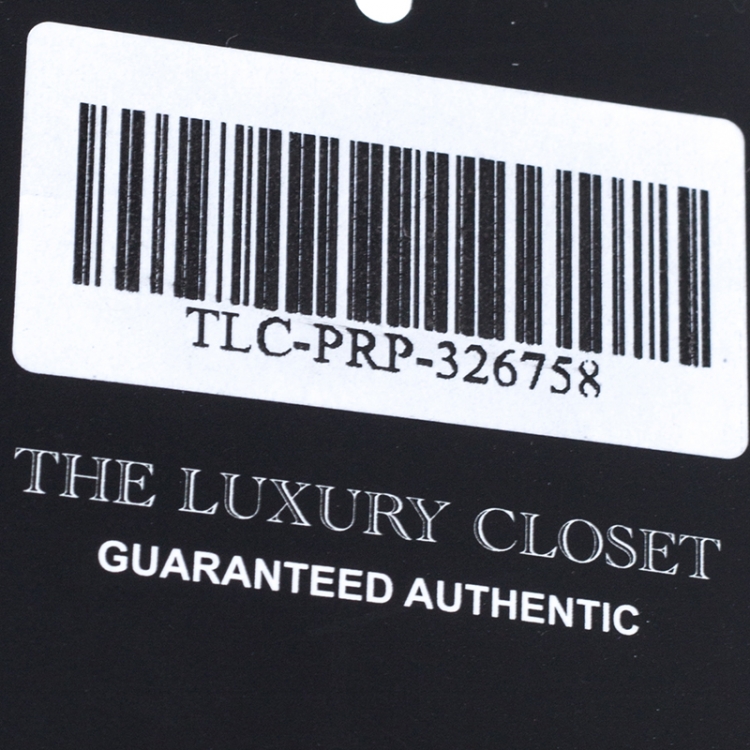 TLC-PRP-326758
THE LUXURY CLOSET
GUARANTEED AUTHENTIC